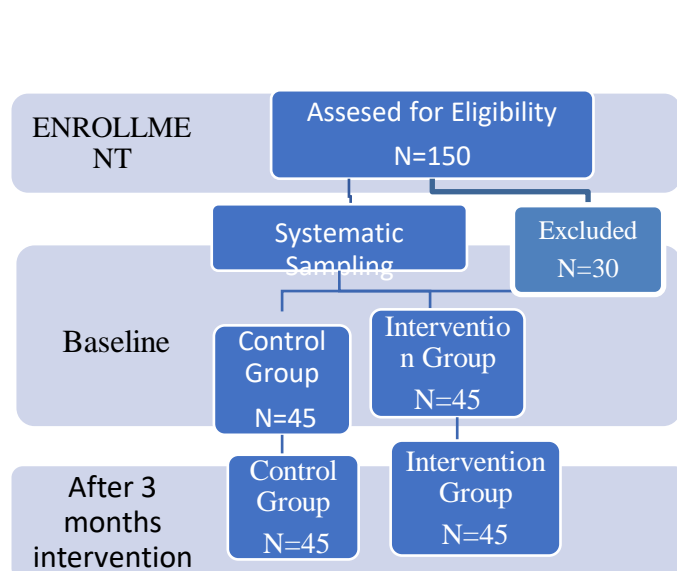 ENROLLME
NT
Assesed for Eligibility
N=150
Systematic
Sampling
Excluded
N=30
Baseline
Control
Group
N=45
Interventio
n Group
N=45
After 3
months
intervention
Control
Group
N=45
Intervention
Group
N=45